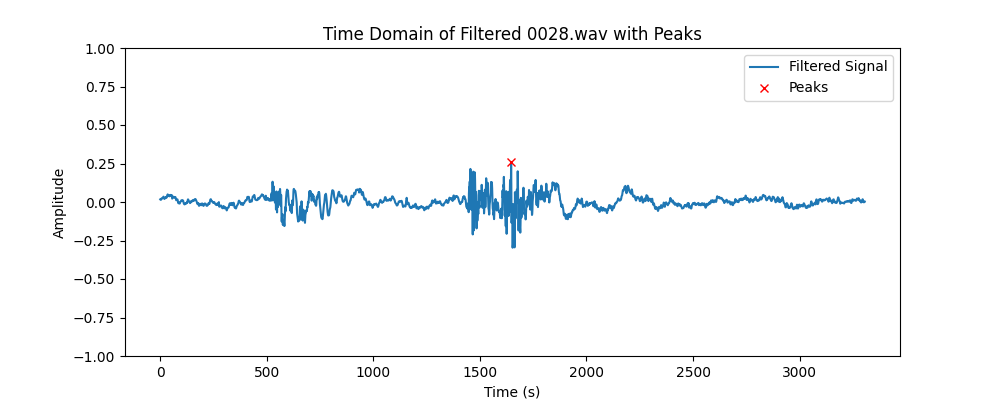 Time Domain of Filtered 0028.wav with Peaks
1.00
0.75
0.50
0.25
0.00
−0.25
−0.50
−0.75
−1.00
Amplitude
Filtered Signal
Peaks
0 500 1000 1500 2000 2500 3000
Time (s)